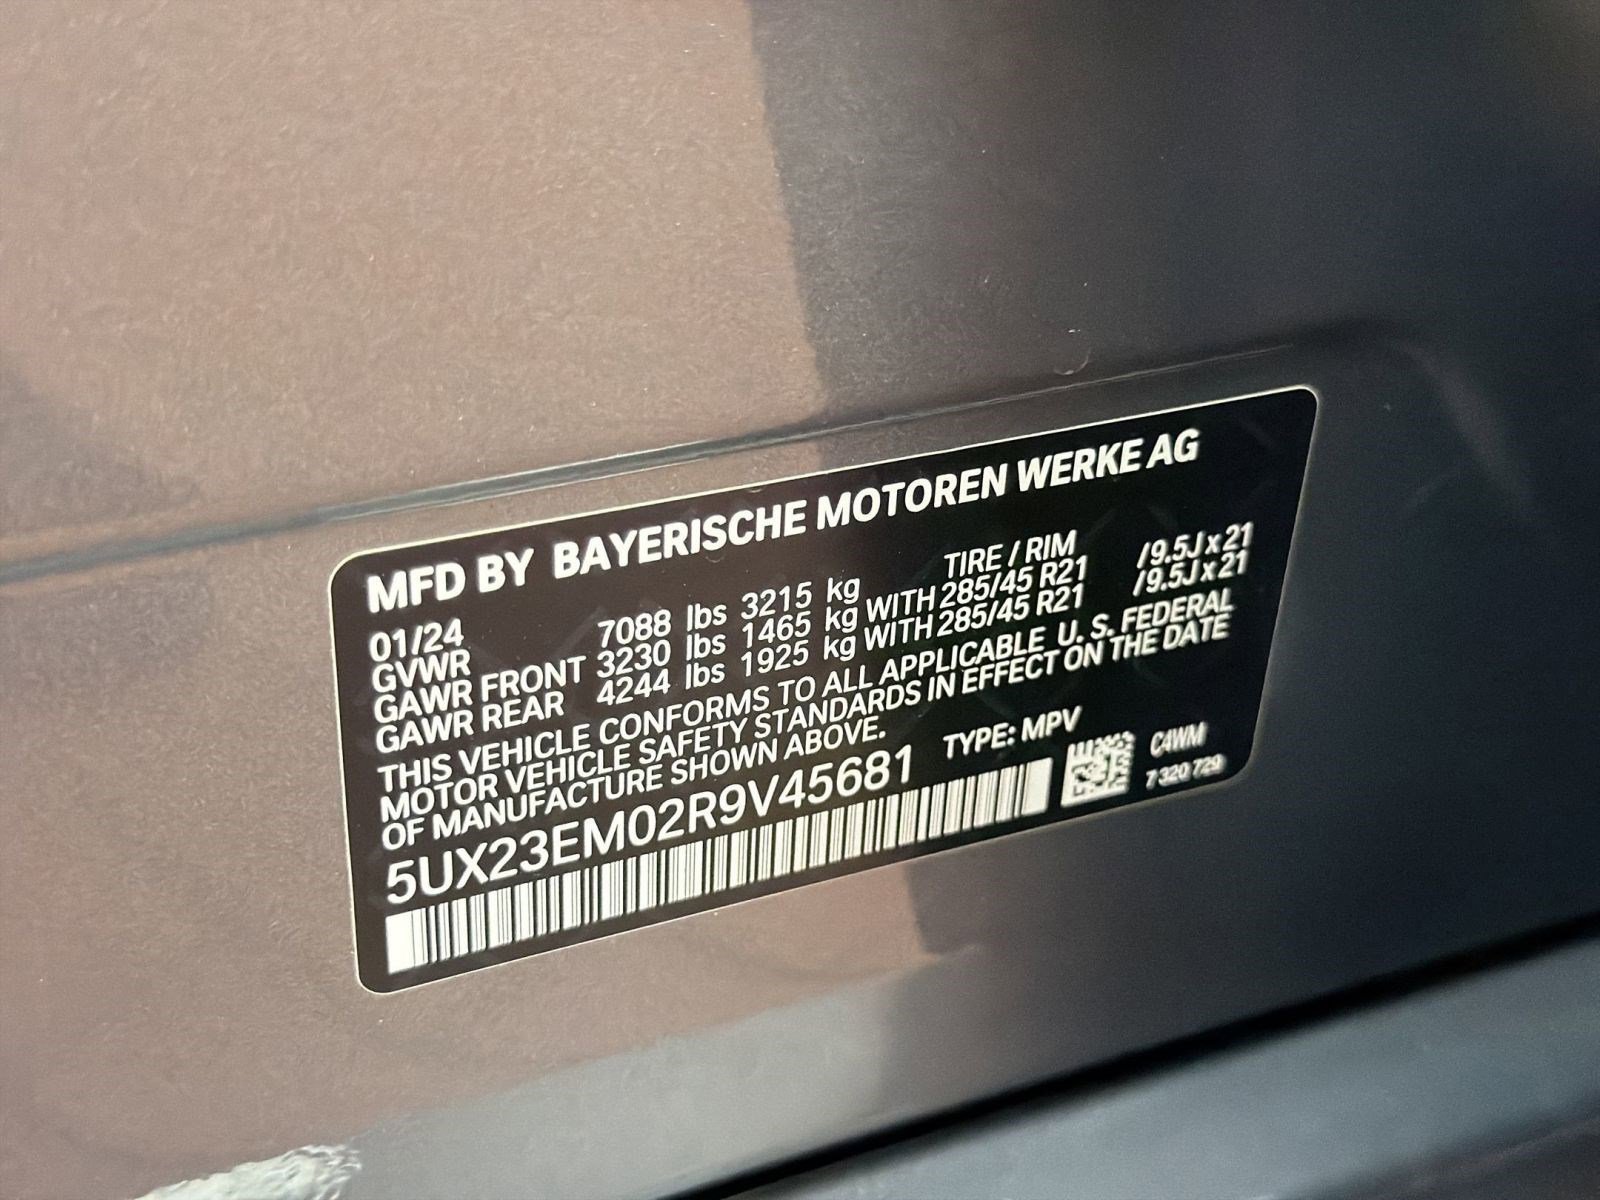 MFD BY BAYERISCHE MOTOREN WERKE AG
01/24 TIRE / RIM
GVWR 7088 lbs 3215 kg
GAWR FRONT 3230 lbs 1465 kg WITH 285/45 R21 /9.5J x 21
GAWR REAR 4244 lbs 1925 kg WITH 285/45 R21 /9.5J x 21
THIS VEHICLE CONFORMS TO ALL APPLICABLE U. S. FEDERAL
MOTOR VEHICLE SAFETY STANDARDS IN EFFECT ON THE DATE
OF MANUFACTURE SHOWN ABOVE.
5UX23EM02R9V45681 TYPE: MPV
C4WM
7 320 729